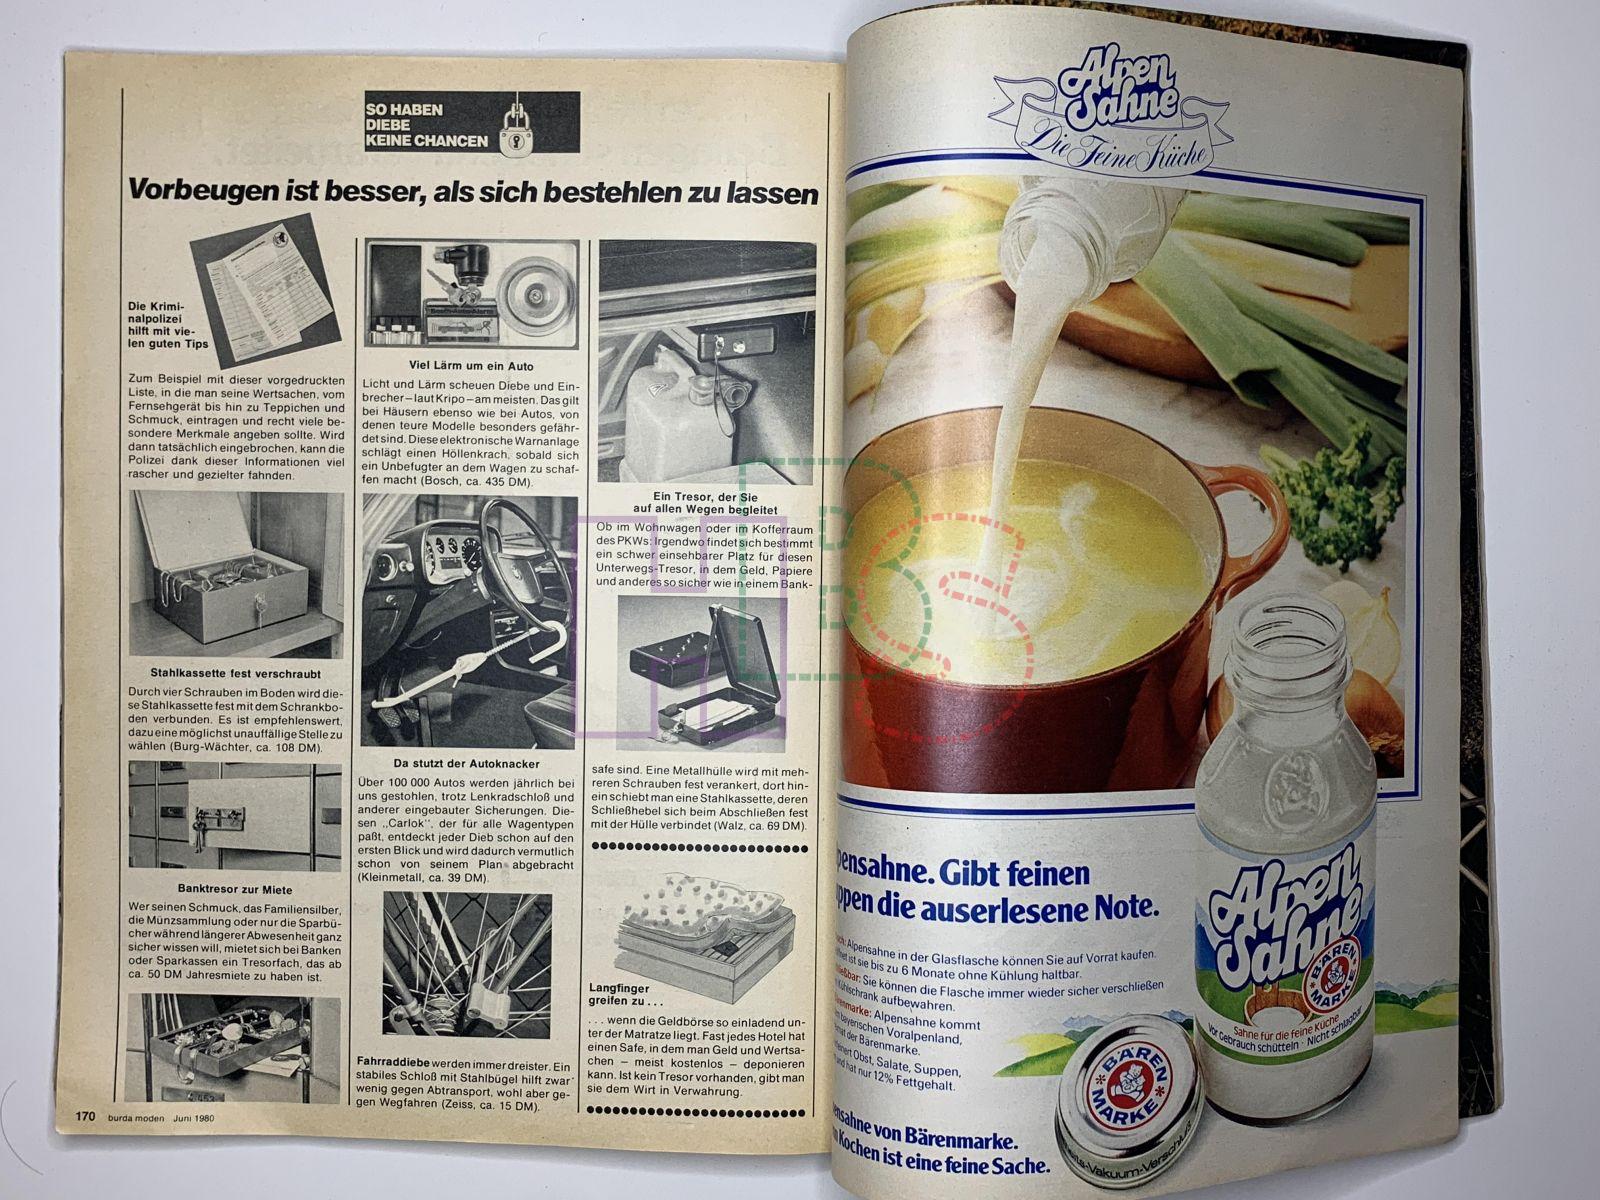 SO HABEN
DIEBE
KEINE CHANCEN
Vorbeugen ist besser, als sich bestehlen zu lassen
Die Krimi-
nalpolizei
hilft mit vie-
len guten Tips
Zum Beispiel mit dieser vorgedruckten
Liste, in die man seine Wertsachen, vom
Fernsehgerät bis hin zu Teppichen und
Schmuck, eintragen und recht viele be-
sondere Merkmale angeben sollte. Wird
dann tatsächlich eingebrochen, kann die
Polizei dank dieser Informationen viel
rascher und gezielter fahnden.
Stahlkassette fest verschraubt
Durch vier Schrauben im Boden wird die-
se Stahlkassette fest mit dem Schrankbo-
den verbunden. Es ist empfehlenswert,
dazu eine möglichst unauffällige Stelle zu
wählen (Burg-Wächter, ca. 108 DM).
Banktresor zur Miete
Wer seinen Schmuck, das Familiensilber,
die Münzsammlung oder nur die Sparbü-
cher während längerer Abwesenheit ganz
sicher wissen will, mietet sich bei Banken
oder Sparkassen ein Tresorfach, das ab
ca. 50 DM Jahresmiete zu haben ist.
170 burda moden Juni 1980
Bosch-Auto-Alarm
Viel Lärm um ein Auto
Licht und Lärm scheuen Diebe und Ein-
brecher – laut Kripo – am meisten. Das gilt
bei Häusern ebenso wie bei Autos, von
denen teure Modelle besonders gefähr-
det sind. Diese elektronische Warnanlage
schlägt einen Höllenkrach, sobald sich
ein Unbefugter an dem Wagen zu schaf-
fen macht (Bosch, ca. 435 DM).
Da stutzt der Autoknacker
Über 100 000 Autos werden jährlich bei
uns gestohlen, trotz Lenkradschloß und
anderer eingebauter Sicherungen. Die-
sen „Carlok", der für alle Wagentypen
paßt, entdeckt jeder Dieb schon auf den
ersten Blick und wird dadurch vermutlich
schon von seinem Plan abgebracht
(Kleinmetall, ca. 39 DM).
Fahrraddiebe werden immer dreister. Ein
stabiles Schloß mit Stahlbügel hilft zwar
wenig gegen Abtransport, wohl aber ge-
gen Wegfahren (Zeiss, ca. 15 DM).
Ein Tresor, der Sie
auf allen Wegen begleitet
Ob im Wohnwagen oder im Kofferraum
des PKWs: Irgendwo findet sich bestimmt
ein schwer einsehbarer Platz für diesen
Unterwegs-Tresor, in dem Geld, Papiere
und anderes so sicher wie in einem Bank-
safe sind. Eine Metallhülle wird mit meh-
reren Schrauben fest verankert, dort hin-
ein schiebt man eine Stahlkassette, deren
Schließhebel sich beim Abschließen fest
mit der Hülle verbindet (Walz, ca. 69 DM).
Langfinger
greifen zu . . .
. . . wenn die Geldbörse so einladend un-
ter der Matratze liegt. Fast jedes Hotel hat
einen Safe, in dem man Geld und Wertsa-
chen – meist kostenlos – deponieren
kann. Ist kein Tresor vorhanden, gibt man
sie dem Wirt in Verwahrung.
Alpen
Sahne
Die Feine Küche
pensahne. Gibt feinen
ppen die auserlesene Note.
Alpensahne in der Glasflasche können Sie auf Vorrat kaufen.
ist sie bis zu 6 Monate ohne Kühlung haltbar.
Sie können die Flasche immer wieder sicher verschließen
Kühlschrank aufbewahren.
Bärenmarke: Alpensahne kommt
bayerischen Voralpenland,
der Bärenmarke.
Obst, Salate, Suppen,
und hat nur 12% Fettgehalt.
ensahne von Bärenmarke.
Kochen ist eine feine Sache.
Alpen
Sahne
BÄREN
MARKE
Sahne für die feine Küche
Vor Gebrauch schütteln · Nicht schlagbar
BÄREN
MARKE
Vakuum-Verschluß